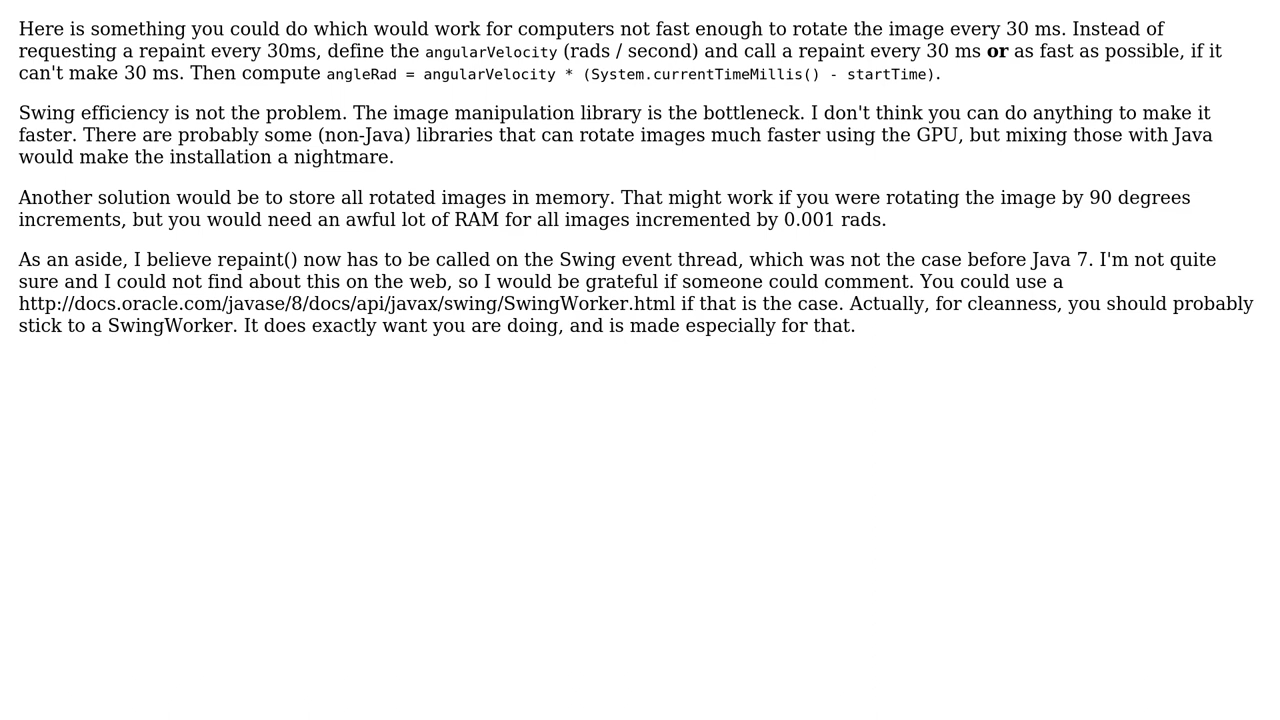 Here is something you could do which would work for computers not fast enough to rotate the image every 30 ms. Instead of
requesting a repaint every 30ms, define the angularVelocity (rads / second) and call a repaint every 30 ms or as fast as possible, if it
can't make 30 ms. Then compute angleRad = angularVelocity * (System.currentTimeMillis() - startTime).
Swing efficiency is not the problem. The image manipulation library is the bottleneck. I don't think you can do anything to make it
faster. There are probably some (non-Java) libraries that can rotate images much faster using the GPU, but mixing those with Java
would make the installation a nightmare.
Another solution would be to store all rotated images in memory. That might work if you were rotating the image by 90 degrees
increments, but you would need an awful lot of RAM for all images incremented by 0.001 rads.
As an aside, I believe repaint() now has to be called on the Swing event thread, which was not the case before Java 7. I'm not quite
sure and I could not find about this on the web, so I would be grateful if someone could comment. You could use a
http://docs.oracle.com/javase/8/docs/api/javax/swing/SwingWorker.html if that is the case. Actually, for cleanness, you should probably
stick to a SwingWorker. It does exactly want you are doing, and is made especially for that.